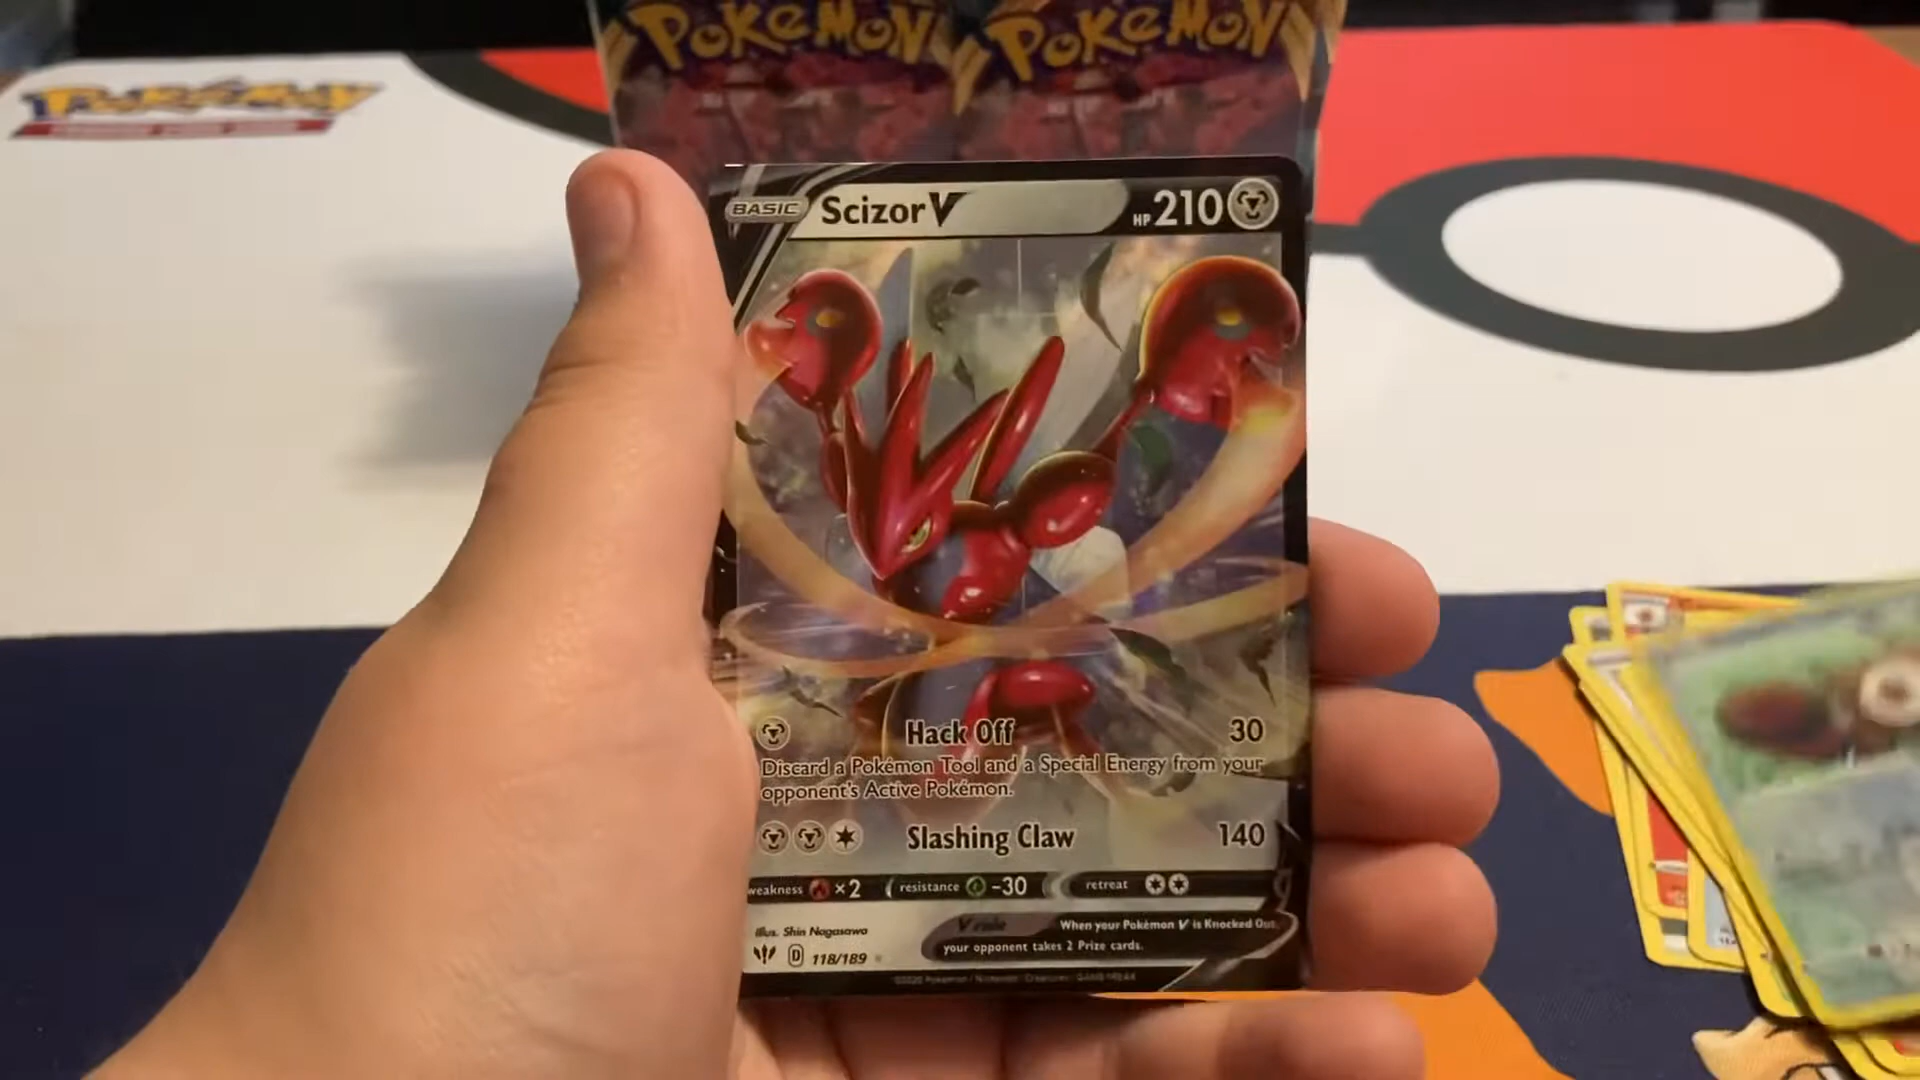 POKéMON POKéMON
Pokémon
BASIC ScizorV HP 210
Hack Off 30
Discard a Pokémon Tool and a Special Energy from your
opponent's Active Pokémon.
Slashing Claw 140
weakness ×2 resistance -30 retreat
Illus. Shin Nagasawa
V rule When your Pokémon V is Knocked Out,
your opponent takes 2 Prize cards.
D 118/189